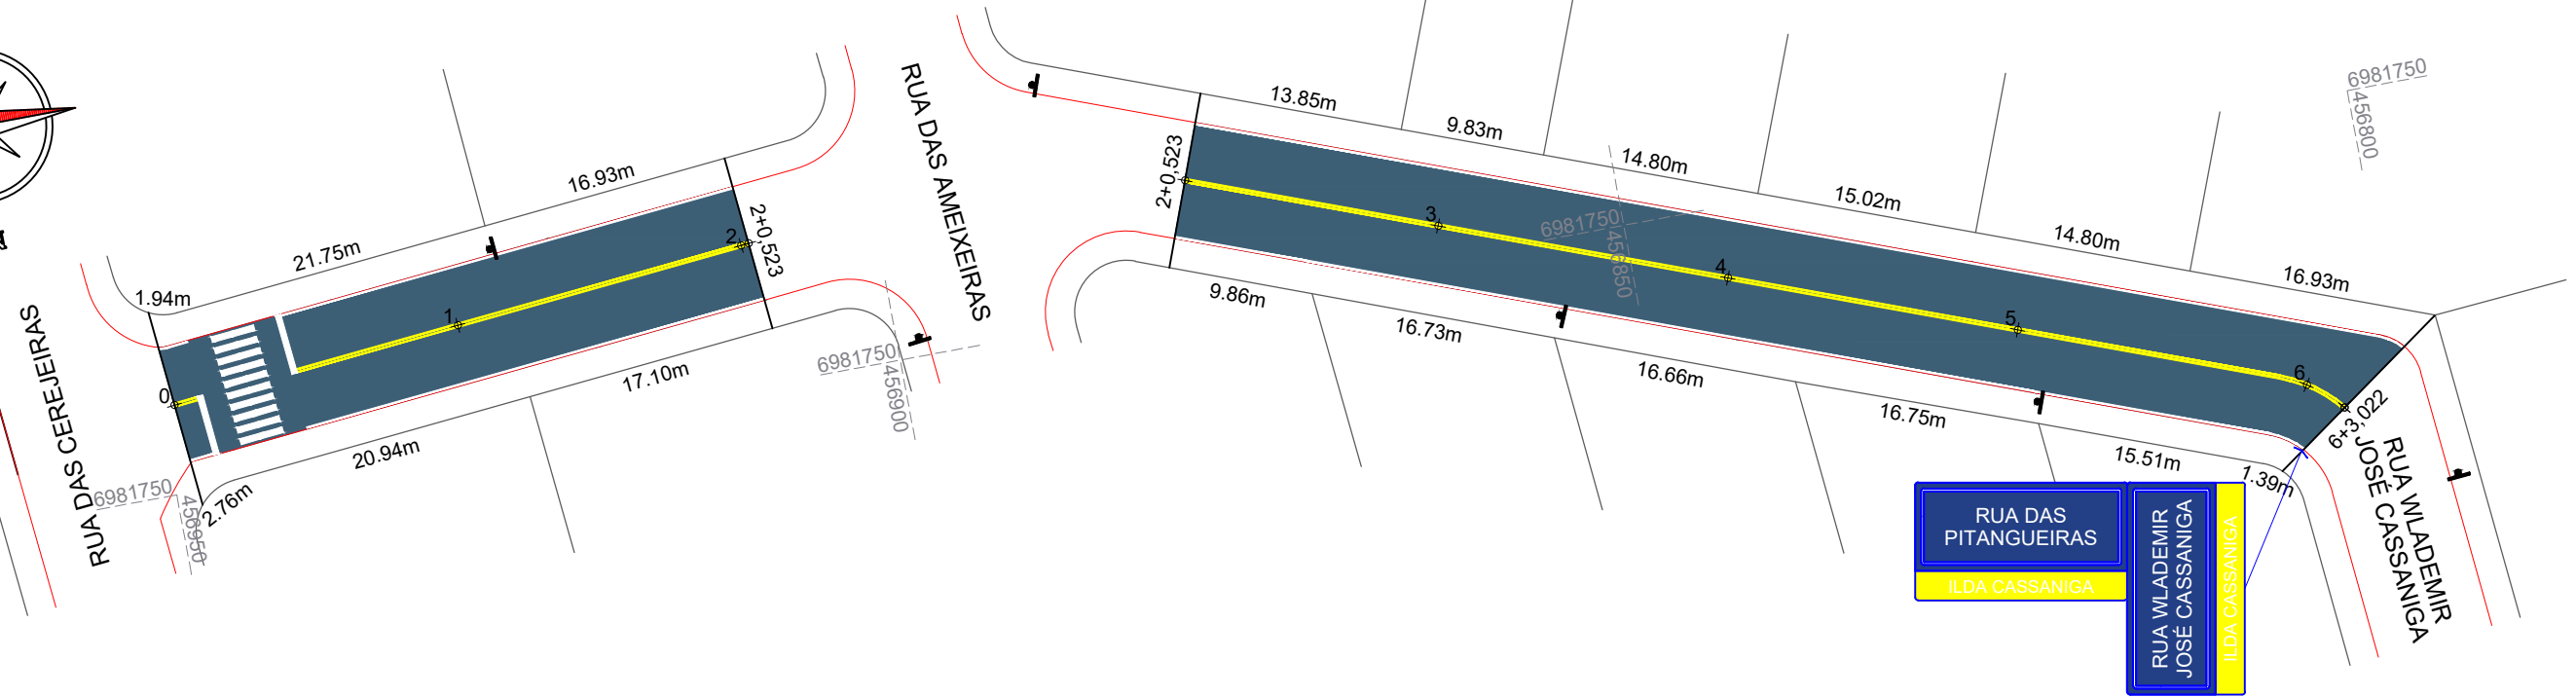 RUA DAS CEREJEIRAS
1.94m
21.75m
16.93m
0
1
2
2+0,523
2.76m
20.94m
17.10m
6981750
456950
RUA DAS AMEIXEIRAS
6981750
456900
2+0,523
13.85m
9.83m
14.80m
15.02m
14.80m
16.93m
3
4
5
6
6+3,022
6981750
456850
6981750
456800
9.86m
16.73m
16.66m
16.75m
15.51m
1.39m
RUA WLADEMIR
JOSÉ CASSANIGA
RUA DAS
PITANGUEIRAS
ILDA CASSANIGA
RUA WLADEMIR
JOSÉ CASSANIGA
ILDA CASSANIGA